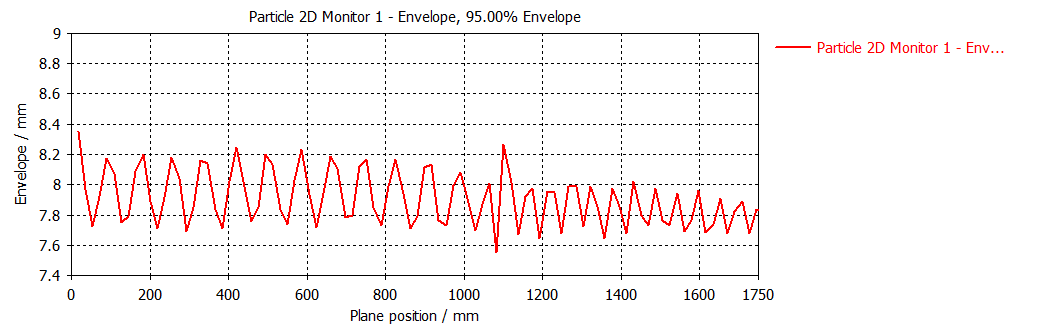 Particle 2D Monitor 1 - Envelope, 95.00% Envelope
Particle 2D Monitor 1 - Env...
9
8.8
8.6
8.4
8.2
8
7.8
7.6
7.4
Envelope / mm
0 200 400 600 800 1000 1200 1400 1600 1750
Plane position / mm